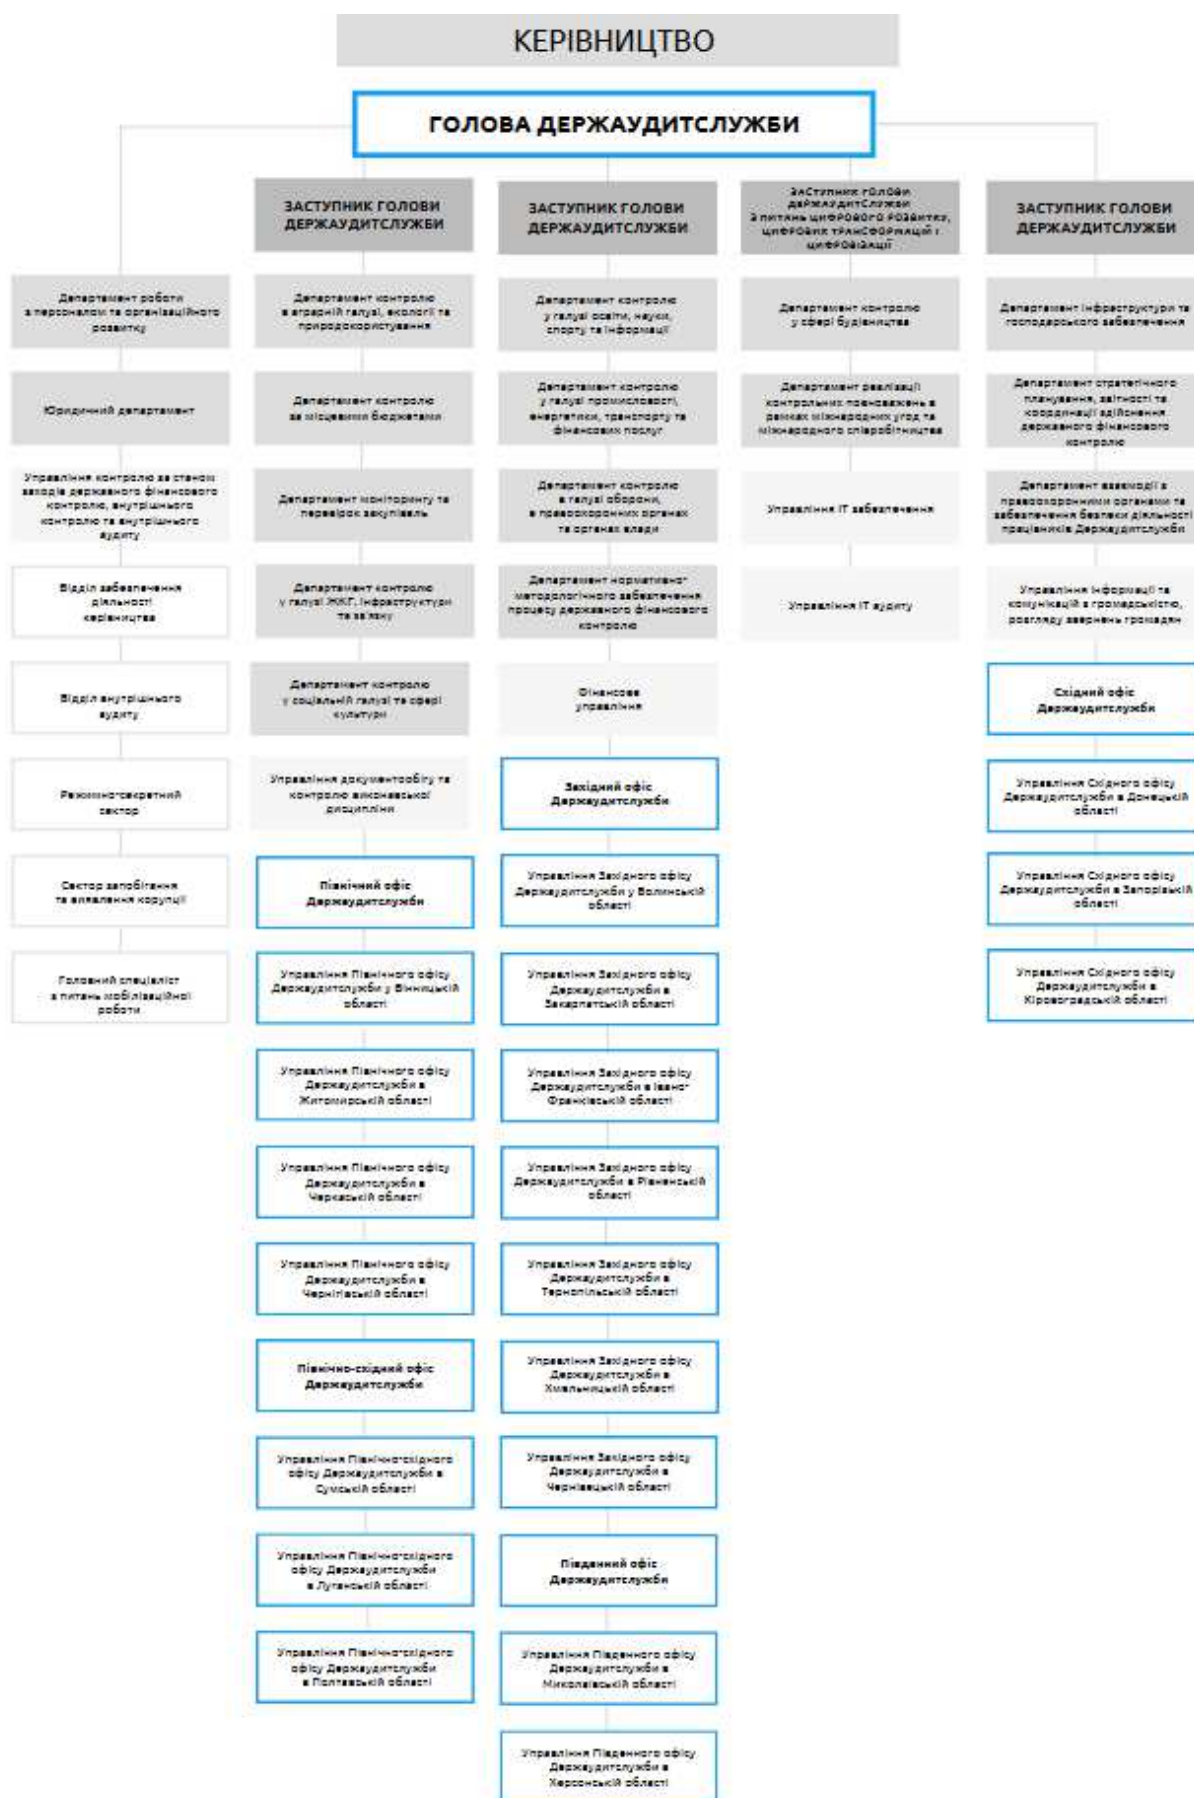 КЕРІВНИЦТВО
ГОЛОВА ДЕРЖАУДИТСЛУЖБИ
Департамент роботи
з персоналом та організаційного
розвитку
Юридичний департамент
Управління контролю за станом
заходів державного фінансового
контролю, внутрішнього
контролю та внутрішнього
аудиту
Відділ забезпечення
діяльності
керівництва
Відділ внутрішнього
аудиту
Режимно-секретний
сектор
Сектор запобігання
та виявлення корупції
Головний спеціаліст
з питань мобілізаційної
роботи
ЗАСТУПНИК ГОЛОВИ
ДЕРЖАУДИТСЛУЖБИ
Департамент контролю
в аграрній галузі, екології та
природокористування
Департамент контролю
за місцевими бюджетами
Департамент моніторингу та
перевірок закупівель
Департамент контролю
у галузі ЖКГ, інфраструктури
та зв'язку
Департамент контролю
у соціальній галузі та сфері
культури
Управління документообігу та
контролю виконавської
дисципліни
Північний офіс
Держаудитслужби
Управління Північного офісу
Держаудитслужби у Вінницькій
області
Управління Північного офісу
Держаудитслужби в
Житомирській області
Управління Північного офісу
Держаудитслужби в
Черкаській області
Управління Північного офісу
Держаудитслужби в
Чернігівській області
Північно-східний офіс
Держаудитслужби
Управління Північно-східного
офісу Держаудитслужби в
Сумській області
Управління Північно-східного
офісу Держаудитслужби
в Луганській області
Управління Північно-східного
офісу Держаудитслужби
в Полтавській області
ЗАСТУПНИК ГОЛОВИ
ДЕРЖАУДИТСЛУЖБИ
Департамент контролю
у галузі освіти, науки,
спорту та інформації
Департамент контролю
у галузі промисловості,
енергетики, транспорту та
фінансових послуг
Департамент контролю
в галузі оборони,
в правоохоронних органах
та органах влади
Департамент нормативно-
методологічного забезпечення
процесу державного фінансового
контролю
Фінансове
управління
Західний офіс
Держаудитслужби
Управління Західного офісу
Держаудитслужби у Волинській
області
Управління Західного офісу
Держаудитслужби в
Закарпатській області
Управління Західного офісу
Держаудитслужби в Івано-
Франківській області
Управління Західного офісу
Держаудитслужби в Рівненській
області
Управління Західного офісу
Держаудитслужби в
Тернопільській області
Управління Західного офісу
Держаудитслужби в
Хмельницькій області
Управління Західного офісу
Держаудитслужби в
Чернівецькій області
Південний офіс
Держаудитслужби
Управління Південного офісу
Держаудитслужби в
Миколаївській області
Управління Південного офісу
Держаудитслужби в
Херсонській області
ЗАСТУПНИК ГОЛОВИ
ДЕРЖАУДИТСЛУЖБИ
З ПИТАНЬ ЦИФРОВОГО РОЗВИТКУ,
ЦИФРОВИХ ТРАНСФОРМАЦІЙ І
ЦИФРОВІЗАЦІЇ
Департамент контролю
у сфері будівництва
Департамент реалізації
контрольних повноважень в
рамках міжнародних угод та
міжнародного співробітництва
Управління ІТ забезпечення
Управління ІТ аудиту
ЗАСТУПНИК ГОЛОВИ
ДЕРЖАУДИТСЛУЖБИ
Департамент інфраструктури та
господарського забезпечення
Департамент стратегічного
планування, звітності та
координації здійснення
державного фінансового
контролю
Департамент взаємодії з
правоохоронними органами та
забезпечення безпеки діяльності
працівників Держаудитслужби
Управління інформації та
комунікацій з громадськістю,
розгляду звернень громадян
Східний офіс
Держаудитслужби
Управління Східного офісу
Держаудитслужби в Донецькій
області
Управління Східного офісу
Держаудитслужби в Запорізькій
області
Управління Східного офісу
Держаудитслужби в
Кіровоградській області